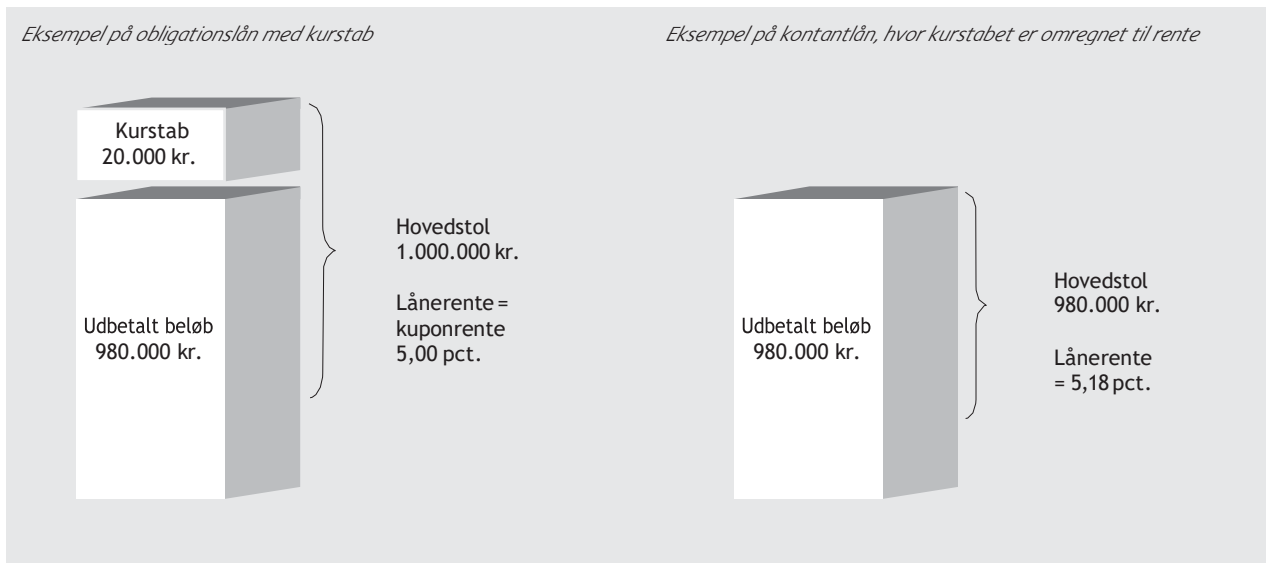 Eksempel på obligationslån med kurstab
Kurstab
20.000 kr.
Udbetalt beløb
980.000 kr.
Hovedstol
1.000.000 kr.
Lånerente =
kuponrente
5,00 pct.
Eksempel på kontantlån, hvor kurstabet er omregnet til rente
Udbetalt beløb
980.000 kr.
Hovedstol
980.000 kr.
Lånerente
= 5,18 pct.